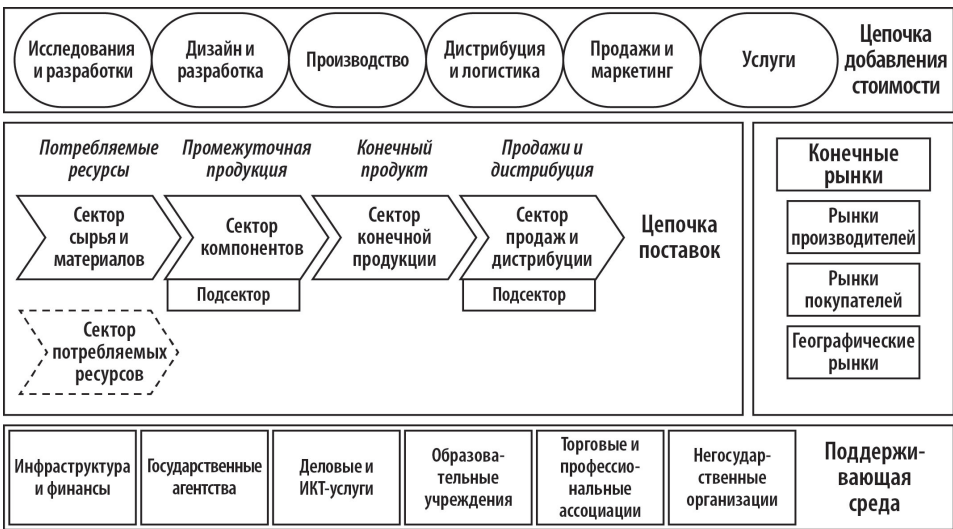 Исследования
и разработки
Дизайн и
разработка
Производство
Дистрибуция
и логистика
Продажи и
маркетинг
Услуги
Цепочка
добавления
стоимости
Потребляемые
ресурсы
Промежуточная
продукция
Конечный
продукт
Продажи и
дистрибуция
Сектор
сырья и
материалов
Сектор
компонентов
Сектор
конечной
продукции
Сектор
продаж и
дистрибуции
Цепочка
поставок
Подсектор
Подсектор
Сектор
потребляемых
ресурсов
Конечные
рынки
Рынки
производителей
Рынки
покупателей
Географические
рынки
Инфраструктура
и финансы
Государственные
агентства
Деловые и
ИКТ-услуги
Образова-
тельные
учреждения
Торговые и
профессио-
нальные
ассоциации
Негосудар-
ственные
организации
Поддержи-
вающая
среда